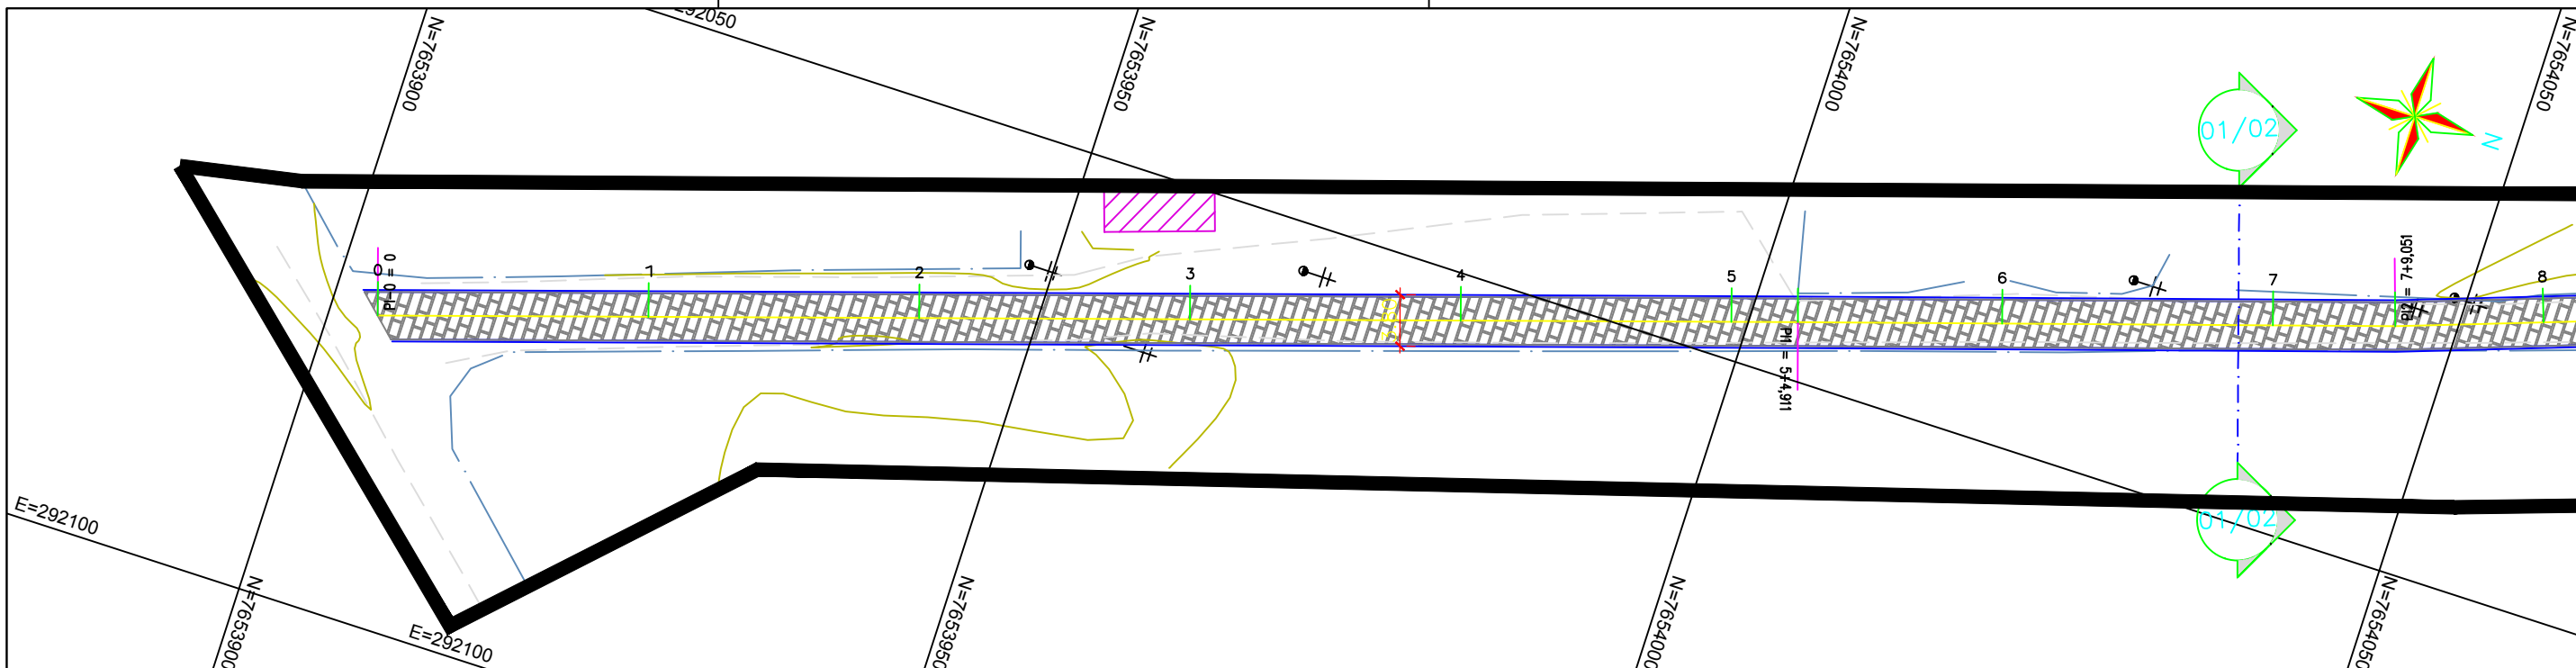 292050
N=7653900
N=7653950
N=7654000
N=7654050
01/02
N
0
PI=0 = 0
1
2
3
4
5
6
7
8
PI1 = 5+4,911
PI2 = 7+9,051
01/02
E=292100
E=292100
N=7653900
N=7653950
N=7654000
N=7654050